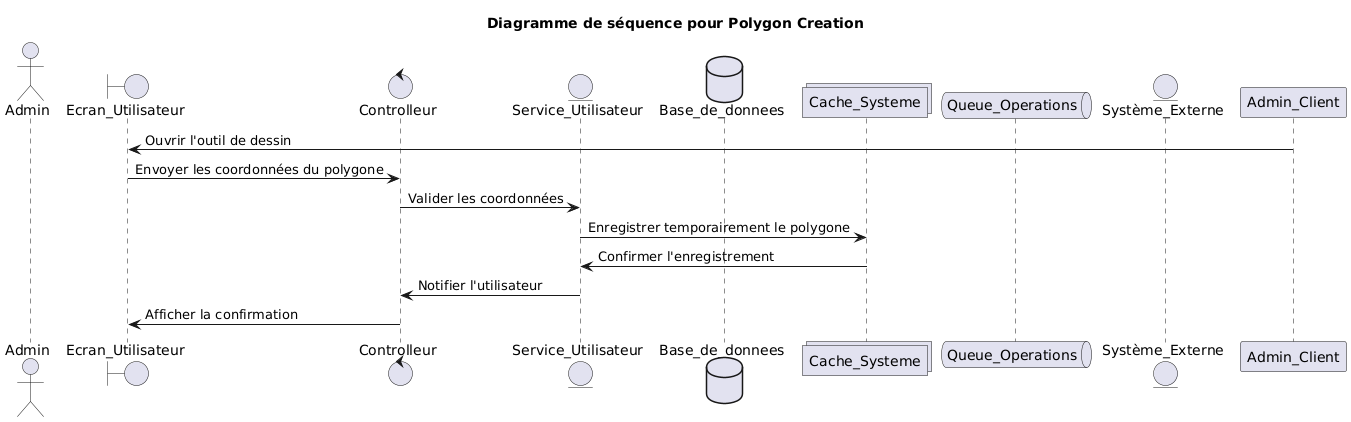 Diagramme de séquence pour Polygon Creation
Admin
Ecran_Utilisateur
Controlleur
Service_Utilisateur
Base_de_donnees
Cache_Systeme
Queue_Operations
Système_Externe
Admin_Client
Ouvrir l'outil de dessin
Envoyer les coordonnées du polygone
Valider les coordonnées
Enregistrer temporairement le polygone
Confirmer l'enregistrement
Notifier l'utilisateur
Afficher la confirmation
Admin
Ecran_Utilisateur
Controlleur
Service_Utilisateur
Base_de_donnees
Cache_Systeme
Queue_Operations
Système_Externe
Admin_Client